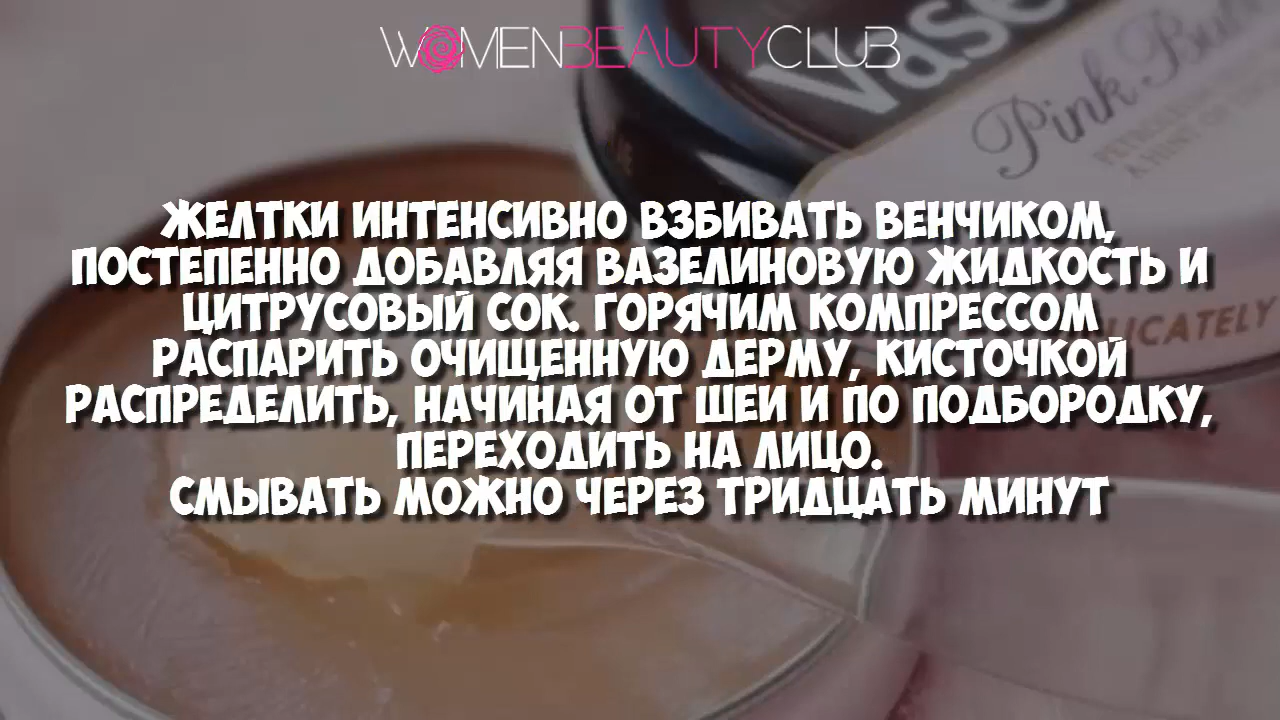 WOMENBEAUTYCLUB
Vase
Pink Bu
ЖЕЛТКИ ИНТЕНСИВНО ВЗБИВАТЬ ВЕНЧИКОМ,
ПОСТЕПЕННО ДОБАВЛЯЯ ВАЗЕЛИНОВУЮ ЖИДКОСТЬ И
ЦИТРУСОВЫЙ СОК. ГОРЯЧИМ КОМПРЕССОМ
РАСПАРИТЬ ОЧИЩЕННУЮ ДЕРМУ, КИСТОЧКОЙ
РАСПРЕДЕЛИТЬ, НАЧИНАЯ ОТ ШЕИ И ПО ПОДБОРОДКУ,
ПЕРЕХОДИТЬ НА ЛИЦО.
СМЫВАТЬ МОЖНО ЧЕРЕЗ ТРИДЦАТЬ МИНУТ